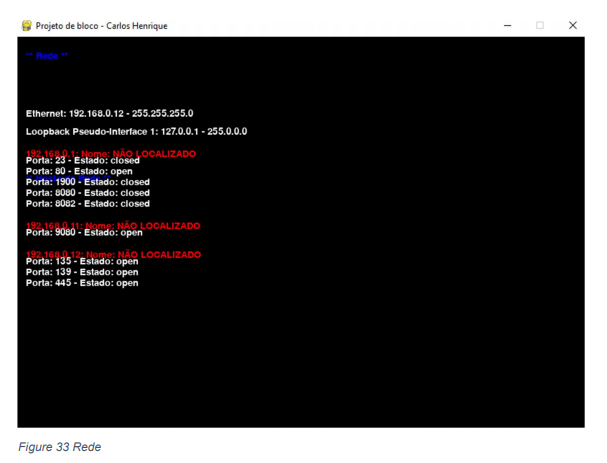 Projeto de bloco - Carlos Henrique
** Rede **
Ethernet: 192.168.0.12 - 255.255.255.0
Loopback Pseudo-Interface 1: 127.0.0.1 - 255.0.0.0
192.168.0.1: Nome: NÃO LOCALIZADO
Porta: 23 - Estado: closed
Porta: 80 - Estado: open
Porta: 1900 - Estado: closed
Porta: 8080 - Estado: closed
Porta: 8082 - Estado: closed
192.168.0.11: Nome: NÃO LOCALIZADO
Porta: 9080 - Estado: open
192.168.0.12: Nome: NÃO LOCALIZADO
Porta: 135 - Estado: open
Porta: 139 - Estado: open
Porta: 445 - Estado: open
Figure 33 Rede